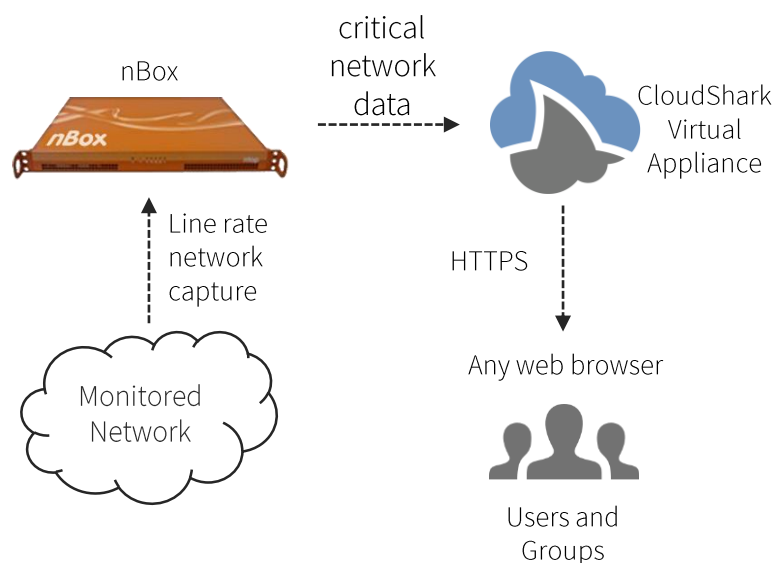 nBox
critical
network
data
CloudShark
Virtual
Appliance
nBox
Line rate
network
capture
HTTPS
Monitored
Network
Any web browser
Users and
Groups